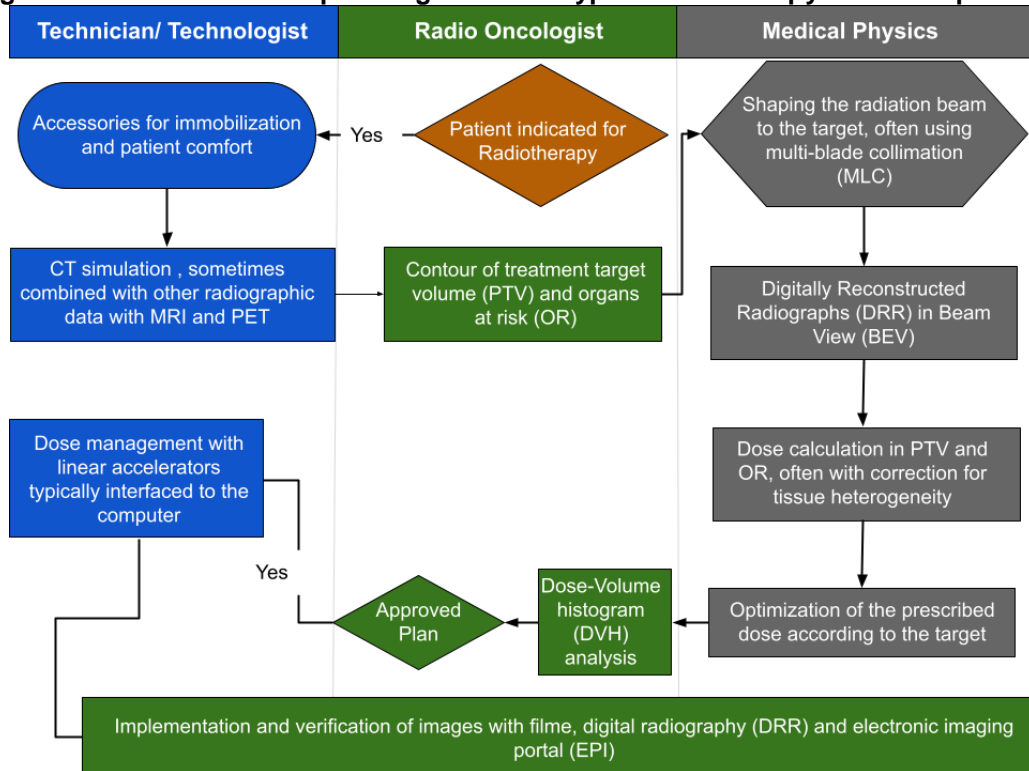 Technician/ Technologist
Radio Oncologist
Medical Physics
Accessories for immobilization
and patient comfort
Yes
Patient indicated for
Radiotherapy
Shaping the radiation beam
to the target, often using
multi-blade collimation
(MLC)
CT simulation , sometimes
combined with other radiographic
data with MRI and PET
Contour of treatment target
volume (PTV) and organs
at risk (OR)
Digitally Reconstructed
Radiographs (DRR) in Beam
View (BEV)
Dose management with
linear accelerators
typically interfaced to the
computer
Dose calculation in PTV and
OR, often with correction for
tissue heterogeneity
Yes
Approved
Plan
Dose-Volume
histogram
(DVH)
analysis
Optimization of the prescribed
dose according to the target
Implementation and verification of images with filme, digital radiography (DRR) and electronic imaging
portal (EPI)